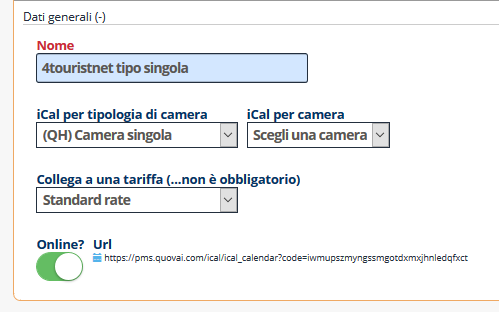 Dati generali (-)
Nome
4touristnet tipo singola
iCal per tipologia di camera iCal per camera
(QH) Camera singola Scegli una camera
Collega a una tariffa (...non è obbligatorio)
Standard rate
Online? Url
https://pms.quovai.com/ical/ical_calendar?code=iwmupszmyngssmgotdxmxjhnledqfxct